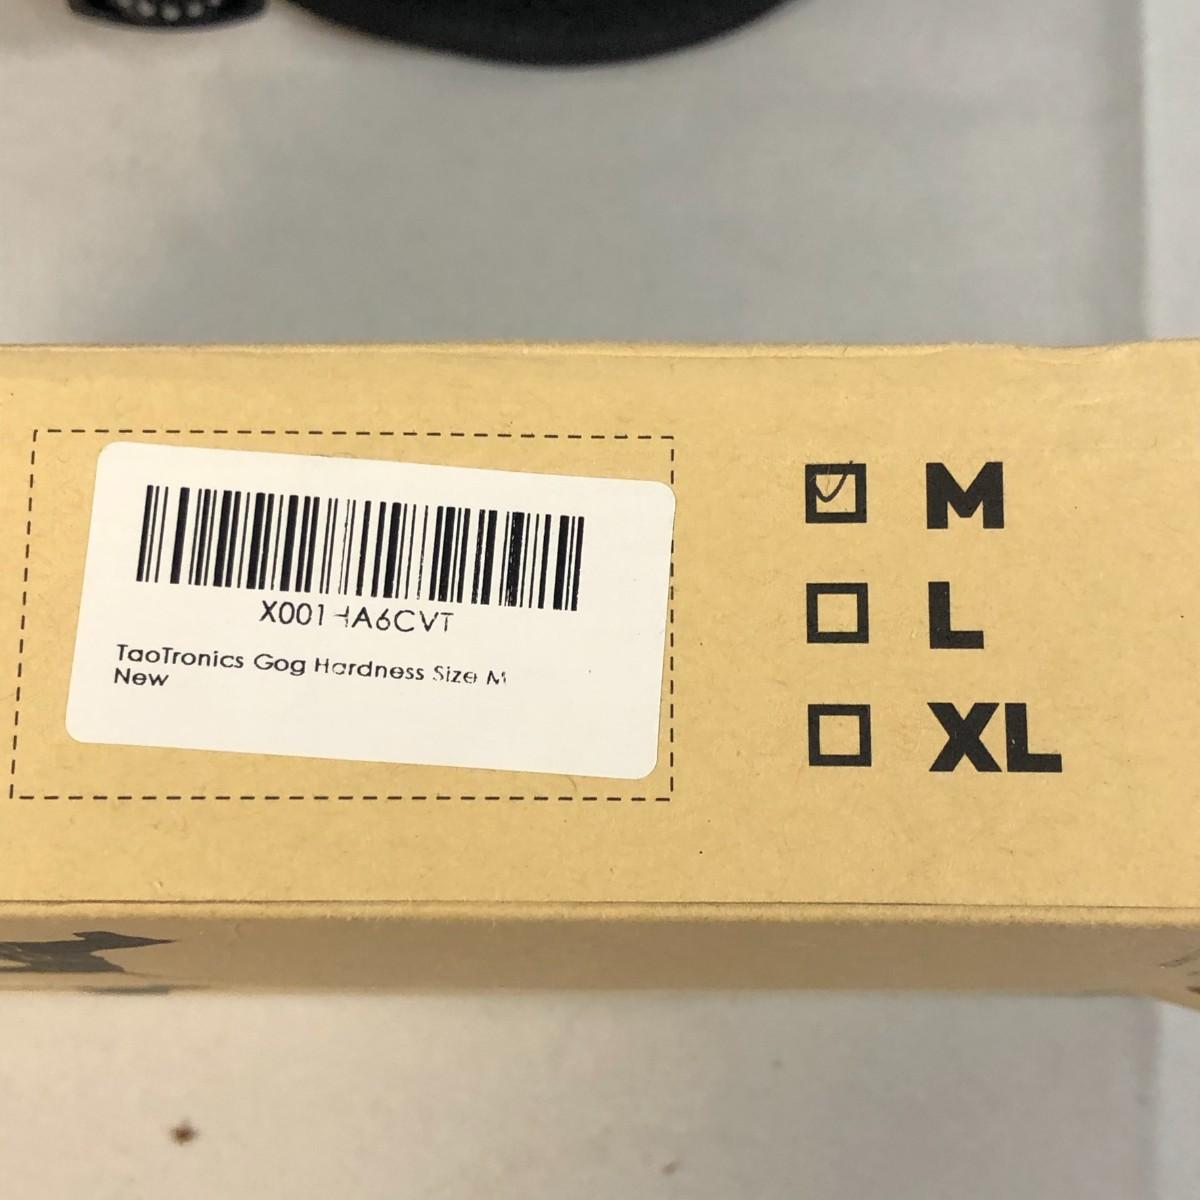 X001HA6CVT
TaoTronics Gog Hardness Size M
New
M
L
XL